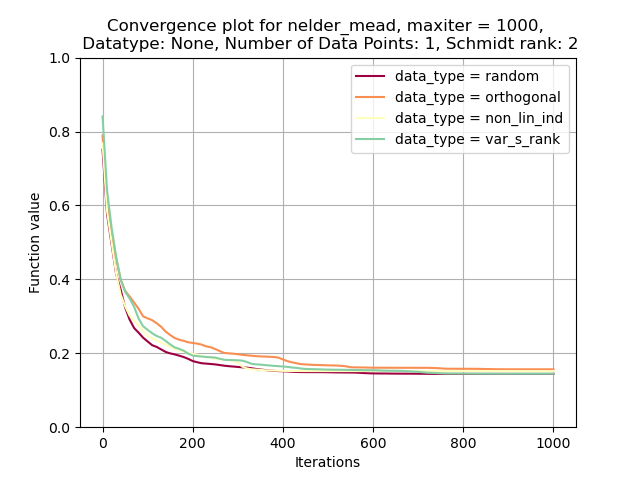 Convergence plot for nelder_mead, maxiter = 1000,
Datatype: None, Number of Data Points: 1, Schmidt rank: 2
1.0
0.8
0.6
0.4
0.2
0.0
Function value
data_type = random
data_type = orthogonal
data_type = non_lin_ind
data_type = var_s_rank
0 200 400 600 800 1000
Iterations